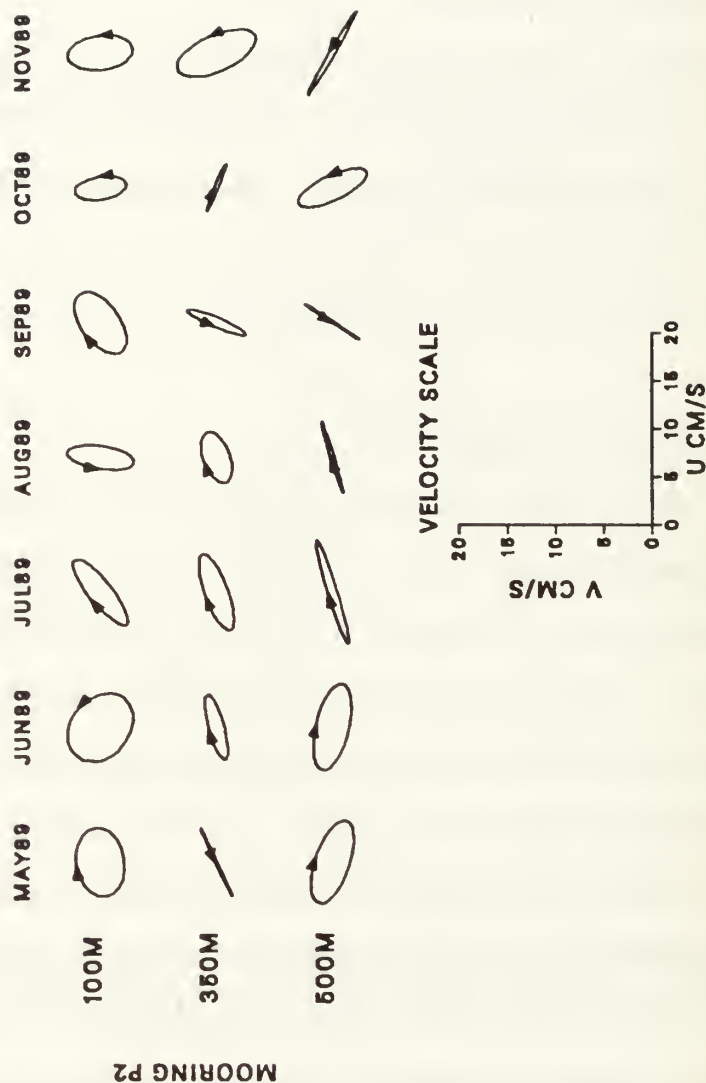 MAY89 JUN89 JUL89 AUG89 SEP89 OCT89 NOV89
MOORING P2
100M
350M
500M
VELOCITY SCALE
V CM/S
20
15
10
5
0
0 5 10 15 20
U CM/S